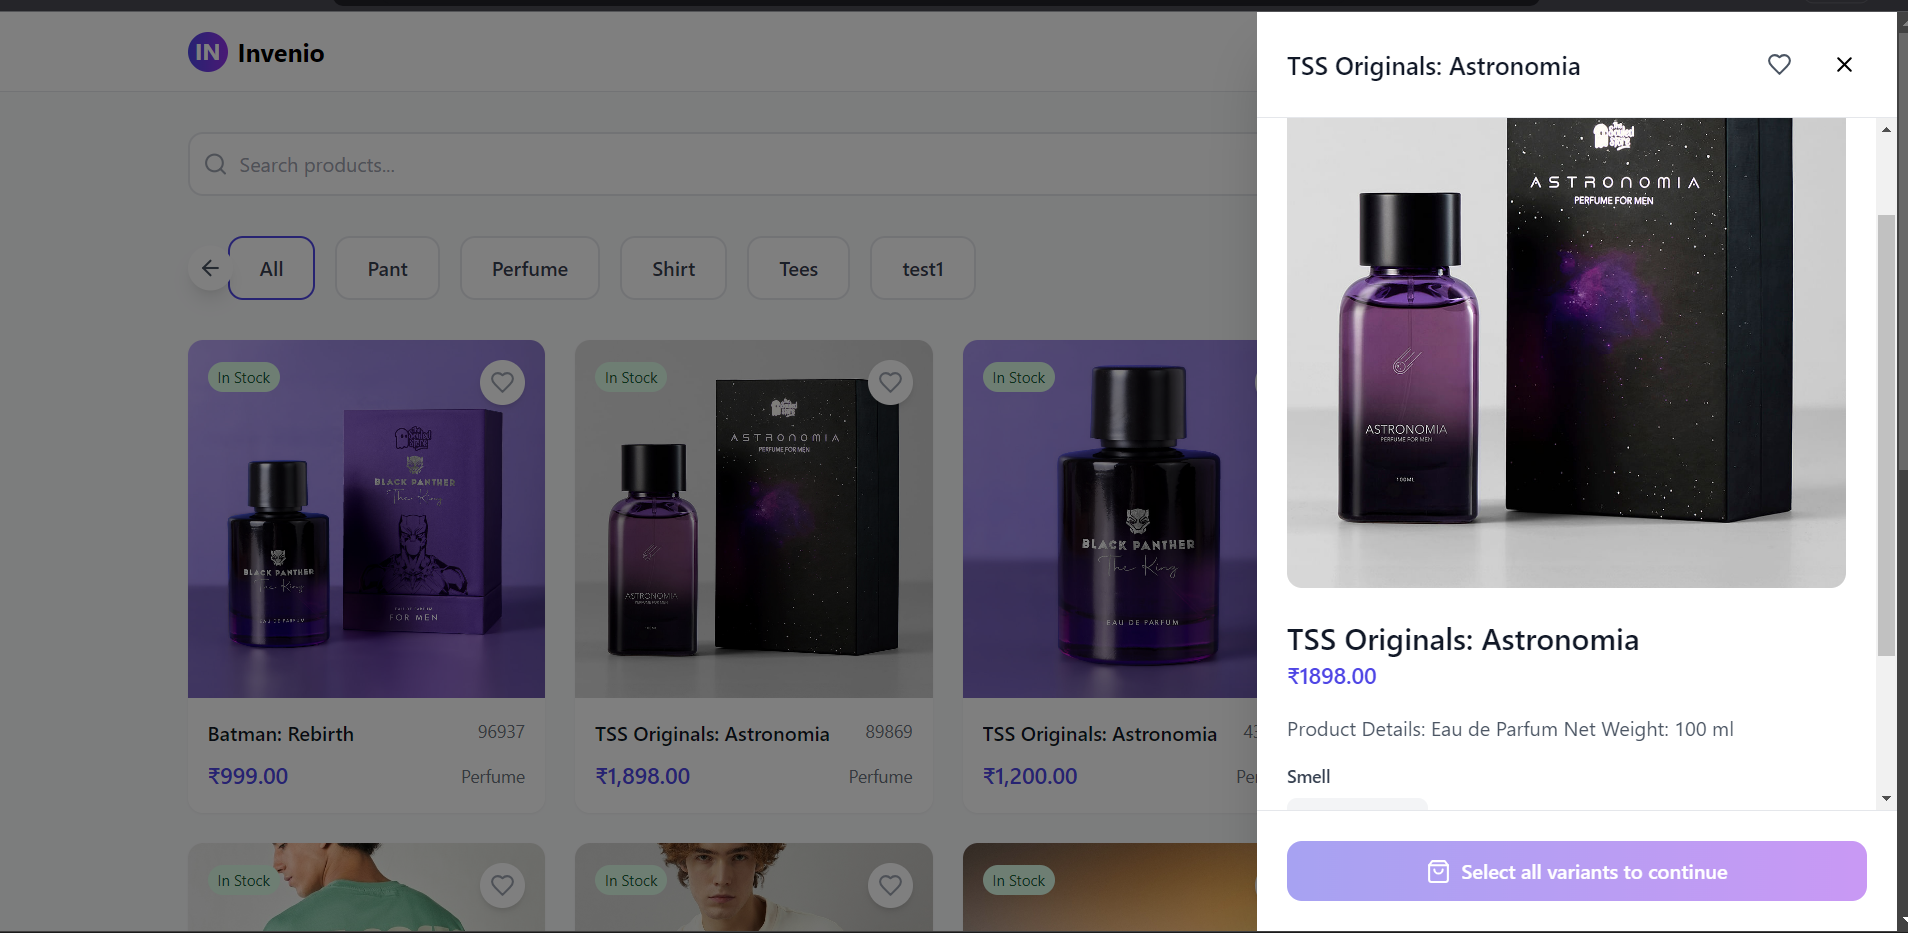 IN Invenio
Search products...
All
Pant
Perfume
Shirt
Tees
test1
In Stock
BLACK PANTHER
The King
EAU DE PARFUM
BLACK PANTHER
The King
FOR MEN
Batman: Rebirth
96937
₹999.00
Perfume
In Stock
ASTRONOMIA
PERFUME FOR MEN
ASTRONOMIA
PERFUME FOR MEN
TSS Originals: Astronomia
89869
₹1,898.00
Perfume
In Stock
BLACK PANTHER
The King
EAU DE PARFUM
TSS Originals: Astronomia
₹1,200.00
In Stock
In Stock
In Stock
TSS Originals: Astronomia
The
Souled
Store
ASTRONOMIA
PERFUME FOR MEN
ASTRONOMIA
PERFUME FOR MEN
100ML
TSS Originals: Astronomia
₹1898.00
Product Details: Eau de Parfum Net Weight: 100 ml
Smell
Select all variants to continue